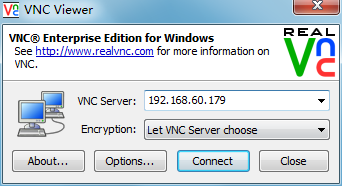 VNC Viewer
VNC® Enterprise Edition for Windows
See http://www.realvnc.com for more information on
VNC.
REAL
VNC
VNC Server: 192.168.60.179
Encryption: Let VNC Server choose
About... Options... Connect Close